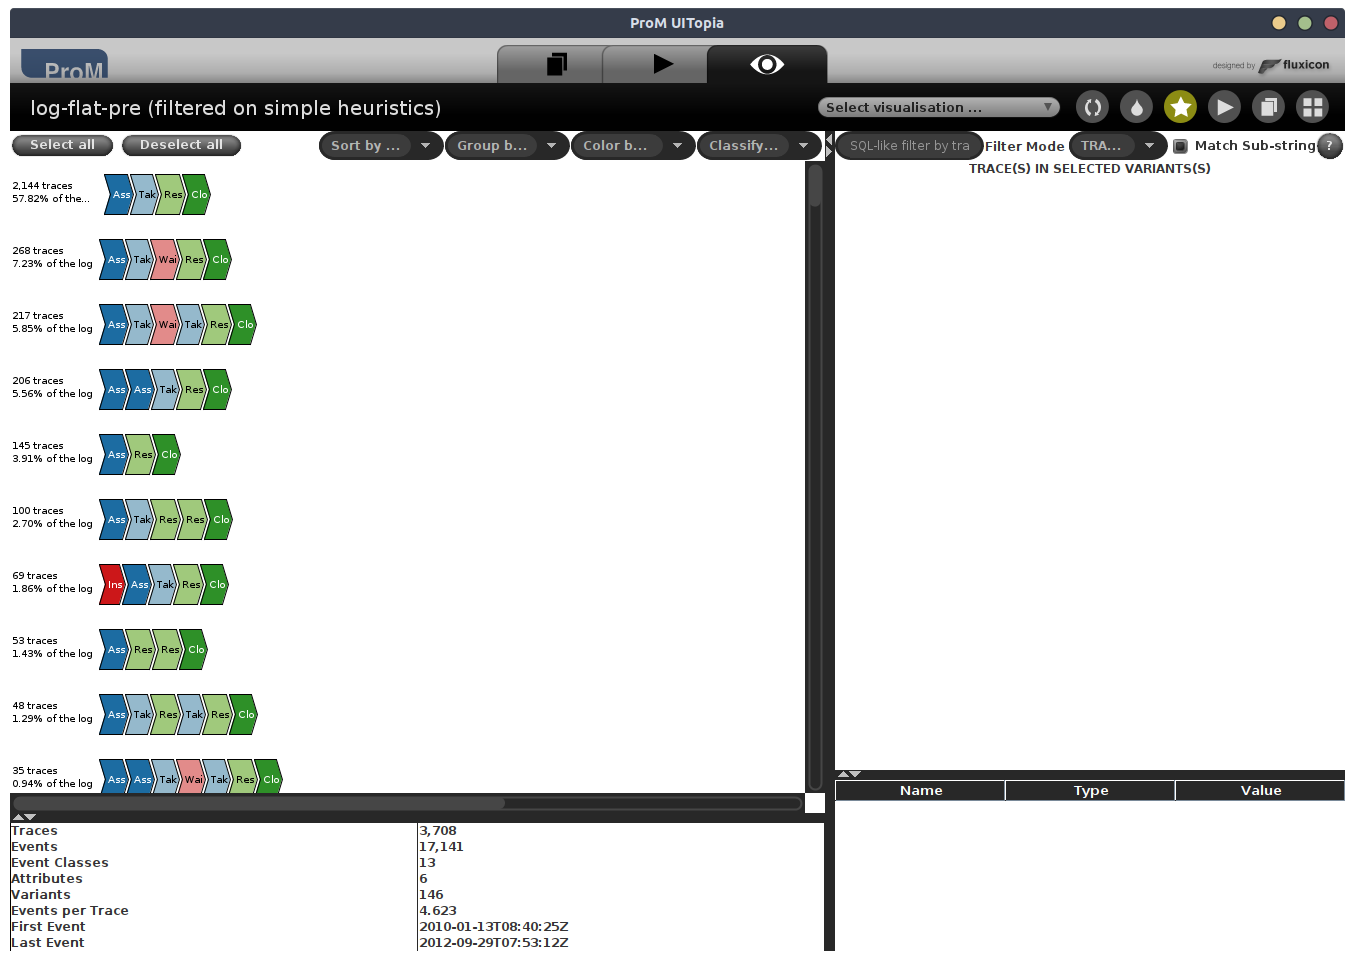 ProM UITopia
ProM
designed by fluxicon
log-flat-pre (filtered on simple heuristics)
Select visualisation ...
Select all
Deselect all
Sort by ...
Group b...
Color b...
Classify...
SQL-like filter by tra
Filter Mode
TRA...
Match Sub-string
?
TRACE(S) IN SELECTED VARIANTS(S)
2,144 traces
57.82% of the...
Ass Tak Res Clo
268 traces
7.23% of the log
Ass Tak Wai Res Clo
217 traces
5.85% of the log
Ass Tak Wai Tak Res Clo
206 traces
5.56% of the log
Ass Ass Tak Res Clo
145 traces
3.91% of the log
Ass Res Clo
100 traces
2.70% of the log
Ass Tak Res Res Clo
69 traces
1.86% of the log
Ins Ass Tak Res Clo
53 traces
1.43% of the log
Ass Res Res Clo
48 traces
1.29% of the log
Ass Tak Res Tak Res Clo
35 traces
0.94% of the log
Ass Ass Tak Wai Tak Res Clo
Name Type Value
Traces 3,708
Events 17,141
Event Classes 13
Attributes 6
Variants 146
Events per Trace 4.623
First Event 2010-01-13T08:40:25Z
Last Event 2012-09-29T07:53:12Z